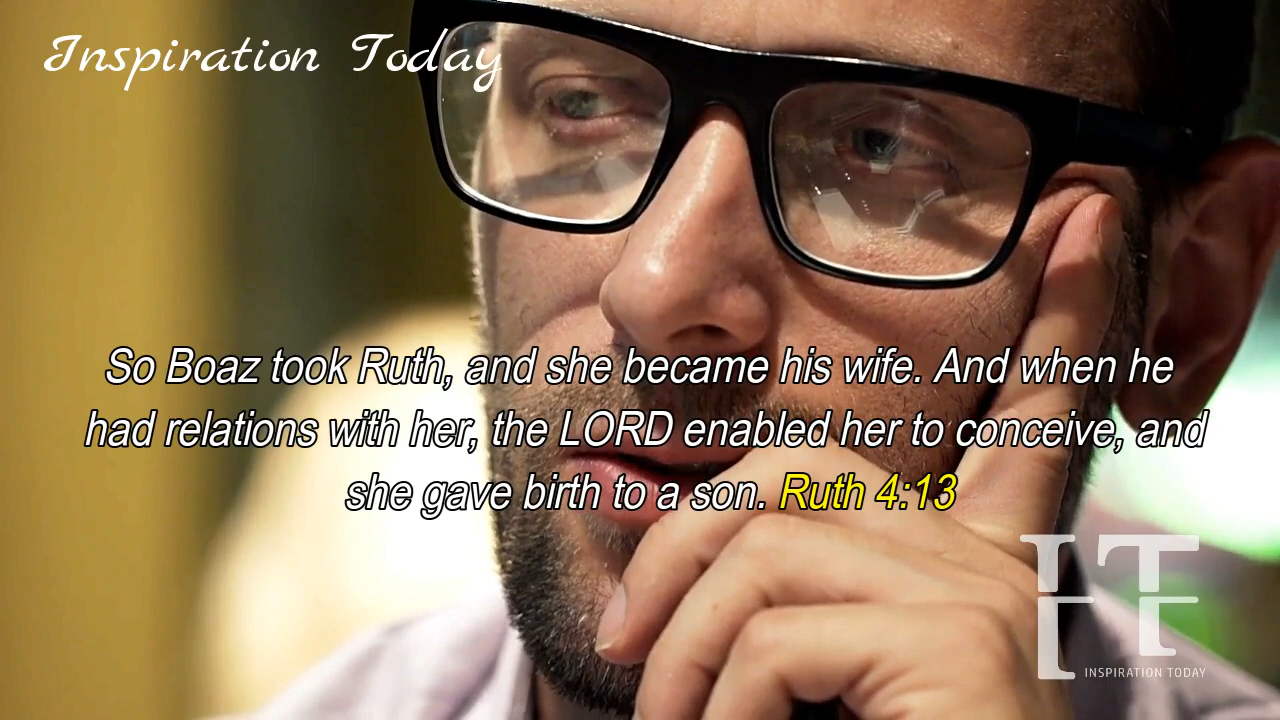 Inspiration Today
So Boaz took Ruth, and she became his wife. And when he
had relations with her, the LORD enabled her to conceive, and
she gave birth to a son. Ruth 4:13
IT
INSPIRATION TODAY